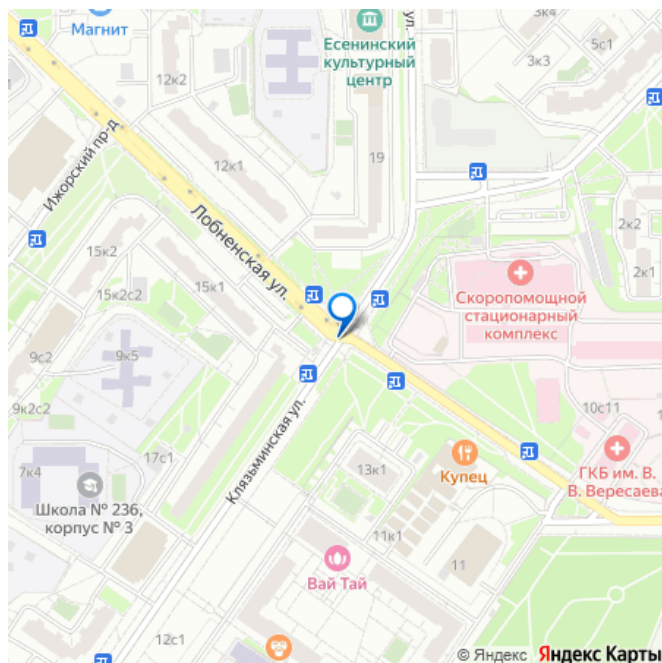 Магнит
12к2
Есенинский
культурный
центр
ул.
3к4
5с1
3к3
Ижорский пр-д
12к1
19
Лобненская ул.
2к2
2к1
15к2
15к2с2
15к1
Скоропомощной
стационарный
комплекс
9с2
9к5
9к2с2
10с11
Клязьминская ул.
17с1
7к4
13к1
Купец
ГКБ им. В.
В. Вересаева
Школа № 236,
корпус № 3
11к1
11
Вай Тай
12с1
© Яндекс Яндекс Карты